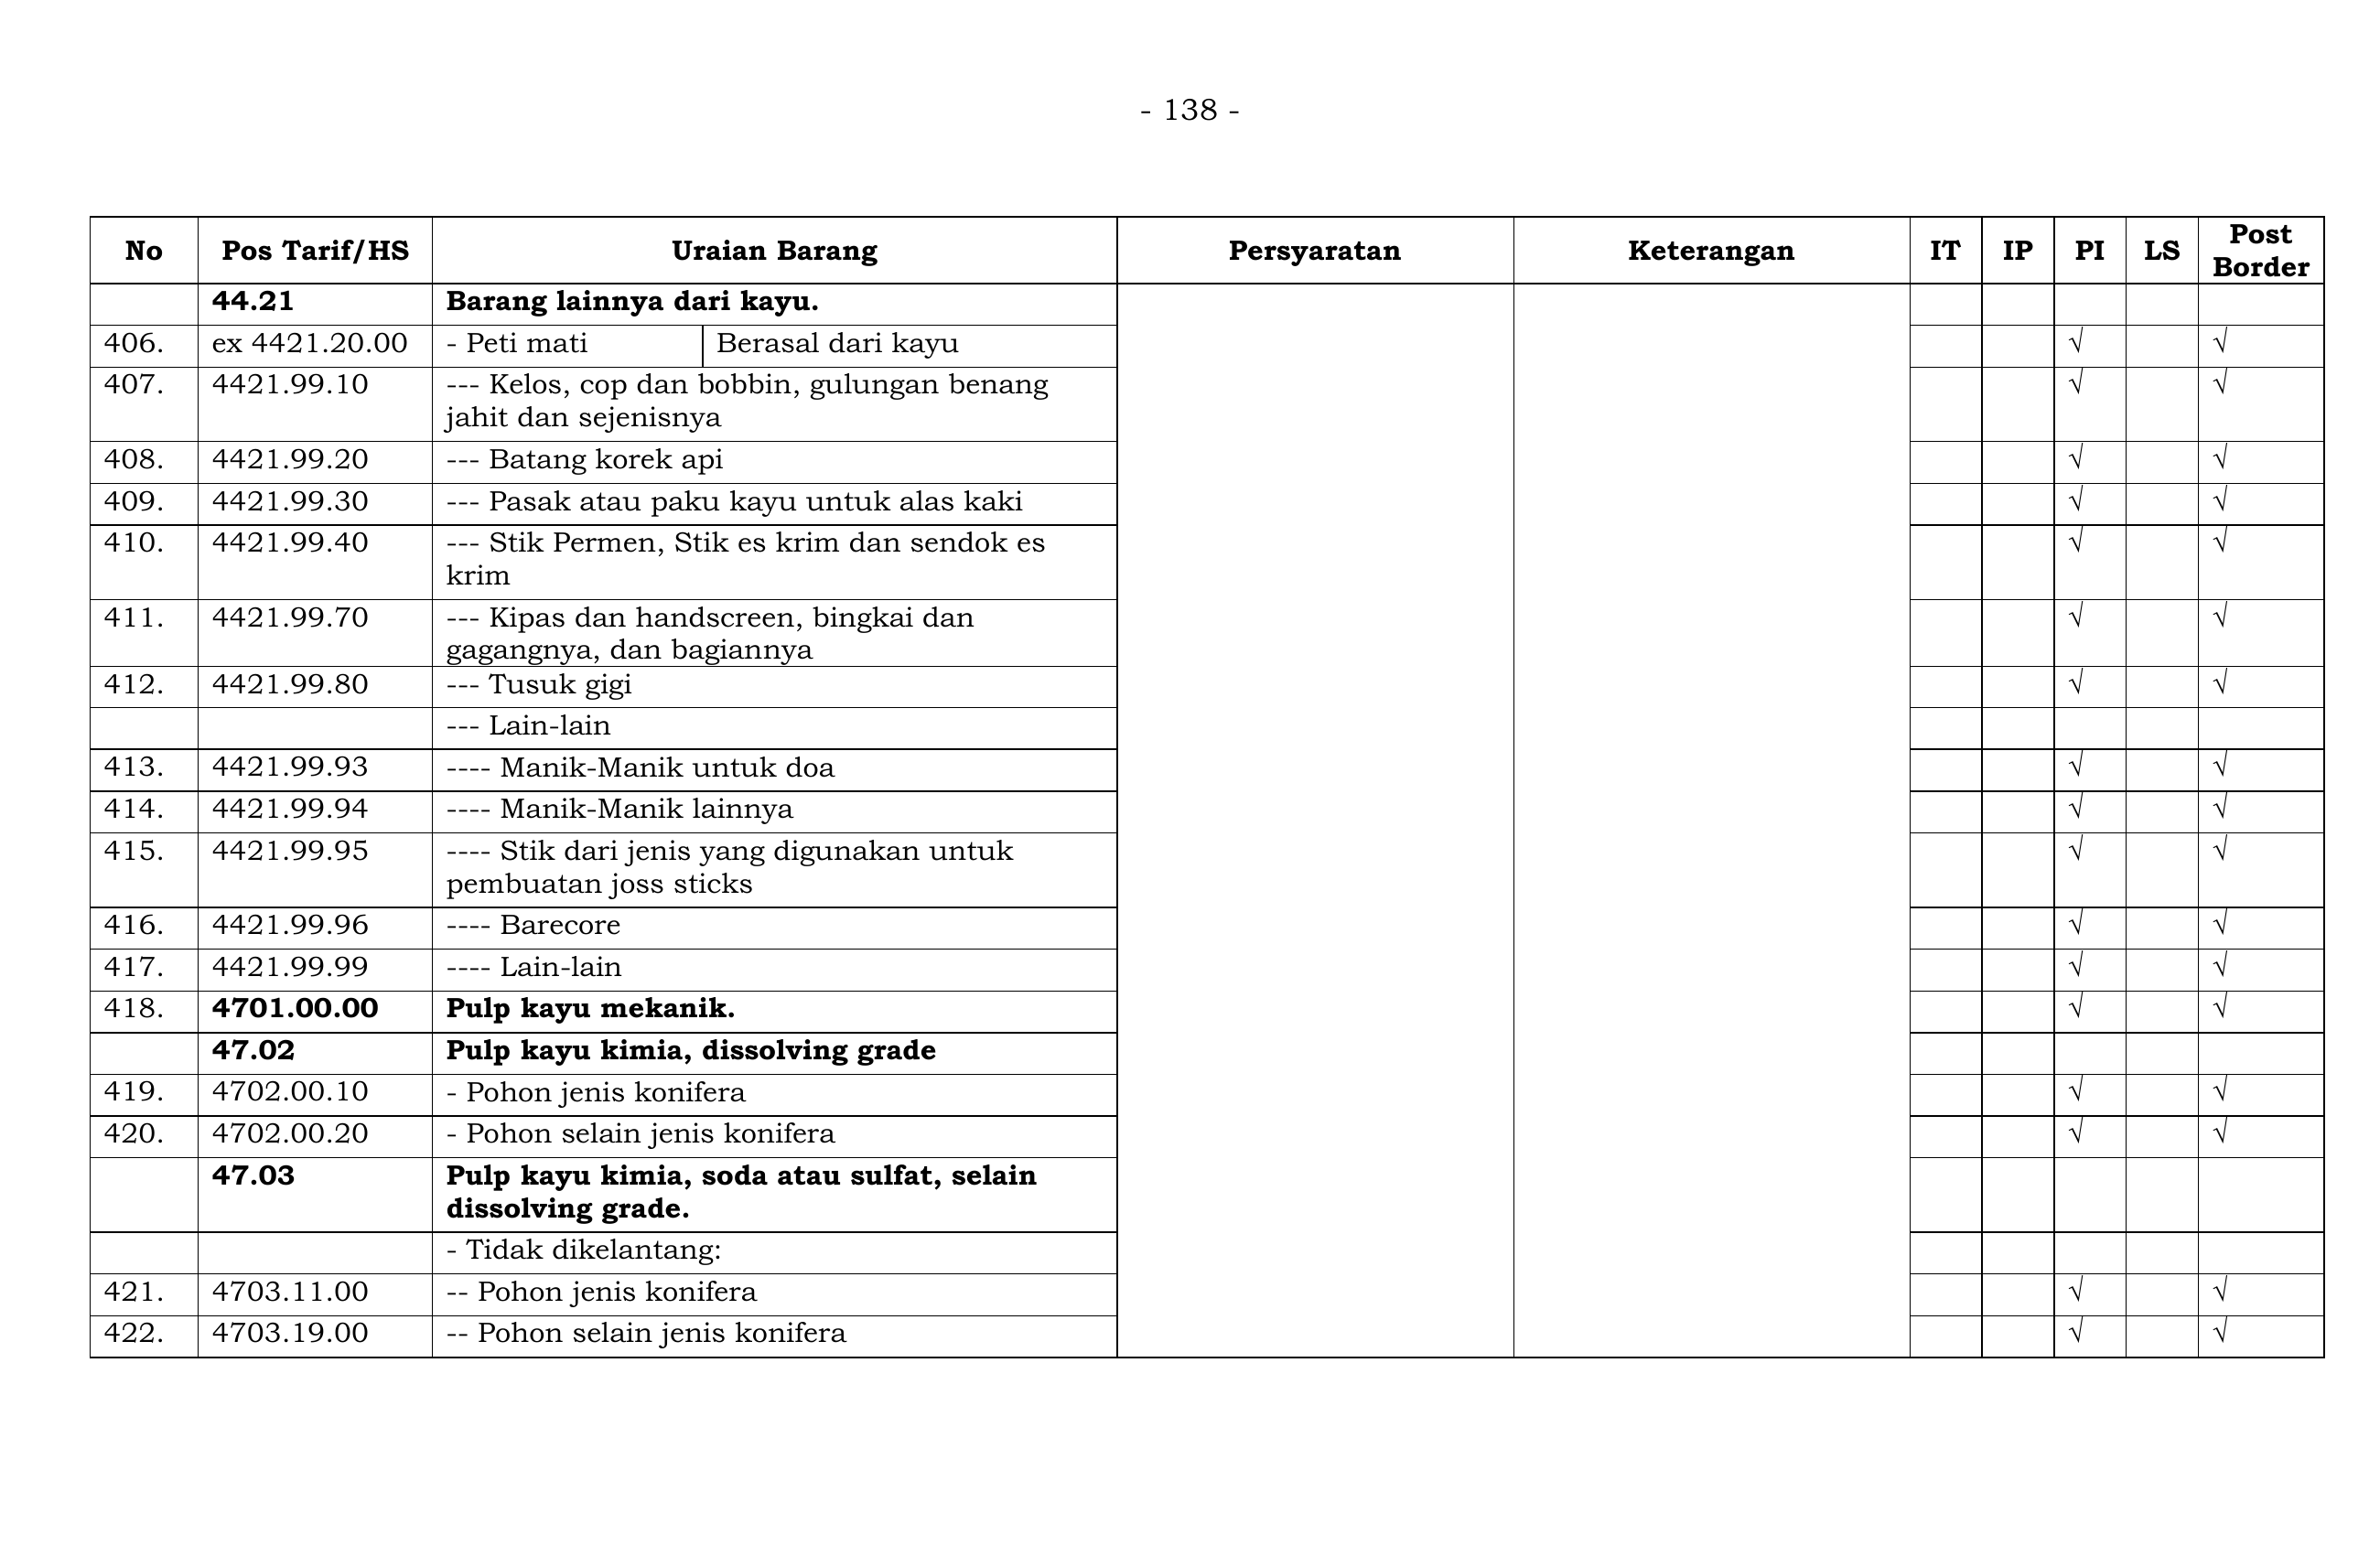 - 138 -
No Pos Tarif/HS Uraian Barang Persyaratan Keterangan IT IP PI LS Post Border
44.21 Barang lainnya dari kayu.
406. ex 4421.20.00 - Peti mati Berasal dari kayu √ √
407. 4421.99.10 --- Kelos, cop dan bobbin, gulungan benang √ √
jahit dan sejenisnya
408. 4421.99.20 --- Batang korek api √ √
409. 4421.99.30 --- Pasak atau paku kayu untuk alas kaki √ √
410. 4421.99.40 --- Stik Permen, Stik es krim dan sendok es √ √
krim
411. 4421.99.70 --- Kipas dan handscreen, bingkai dan √ √
gagangnya, dan bagiannya
412. 4421.99.80 --- Tusuk gigi √ √
--- Lain-lain
413. 4421.99.93 ---- Manik-Manik untuk doa √ √
414. 4421.99.94 ---- Manik-Manik lainnya √ √
415. 4421.99.95 ---- Stik dari jenis yang digunakan untuk √ √
pembuatan joss sticks
416. 4421.99.96 ---- Barecore √ √
417. 4421.99.99 ---- Lain-lain √ √
418. 4701.00.00 Pulp kayu mekanik. √ √
47.02 Pulp kayu kimia, dissolving grade
419. 4702.00.10 - Pohon jenis konifera √ √
420. 4702.00.20 - Pohon selain jenis konifera √ √
47.03 Pulp kayu kimia, soda atau sulfat, selain
dissolving grade.
- Tidak dikelantang:
421. 4703.11.00 -- Pohon jenis konifera √ √
422. 4703.19.00 -- Pohon selain jenis konifera √ √